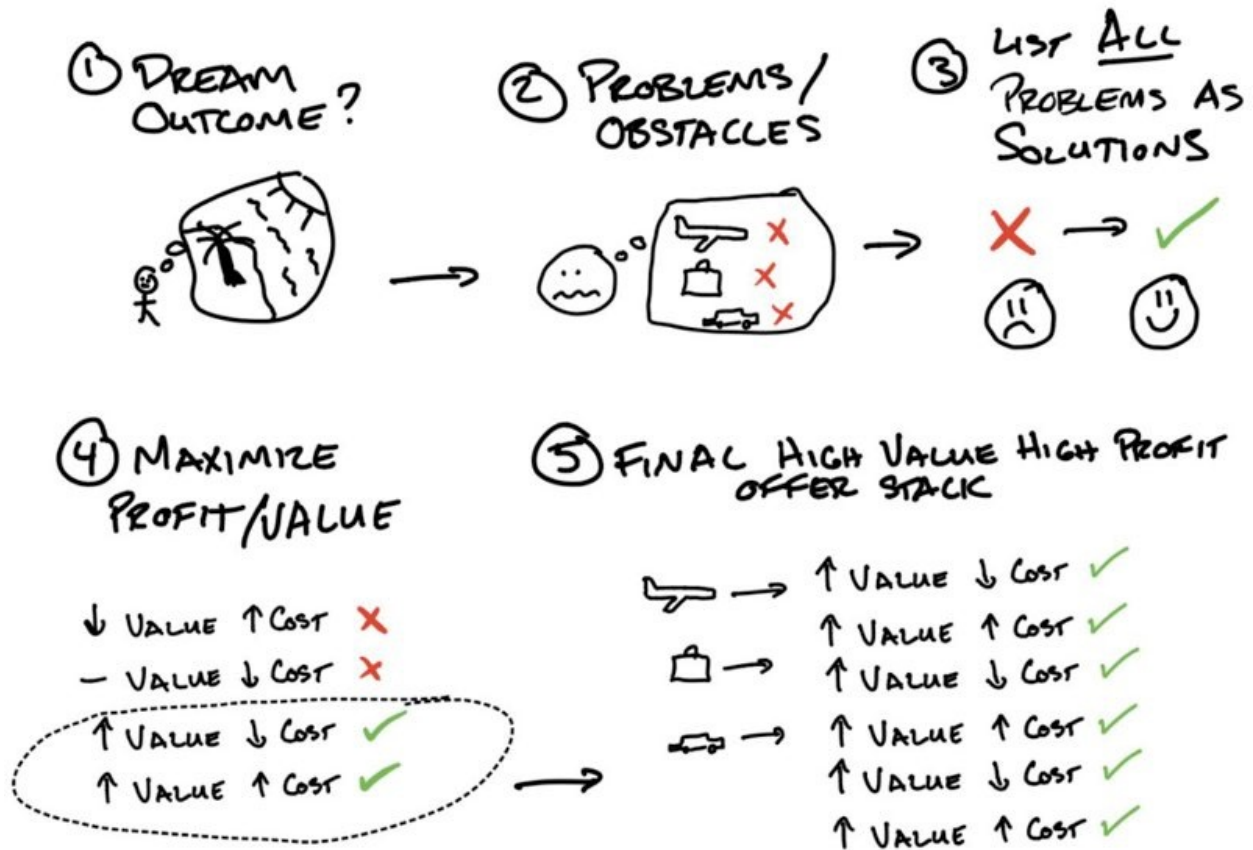 ① DREAM
OUTCOME?
② PROBLEMS/
OBSTACLES
③ LIST ALL
PROBLEMS AS
SOLUTIONS
④ MAXIMIZE
PROFIT/VALUE
↓ VALUE ↑ COST ✗
– VALUE ↓ COST ✗
↑ VALUE ↓ COST ✓
↑ VALUE ↑ COST ✓
⑤ FINAL HIGH VALUE HIGH PROFIT
OFFER STACK
↑ VALUE ↓ COST ✓
↑ VALUE ↑ COST ✓
↑ VALUE ↓ COST ✓
↑ VALUE ↑ COST ✓
↑ VALUE ↓ COST ✓
↑ VALUE ↑ COST ✓